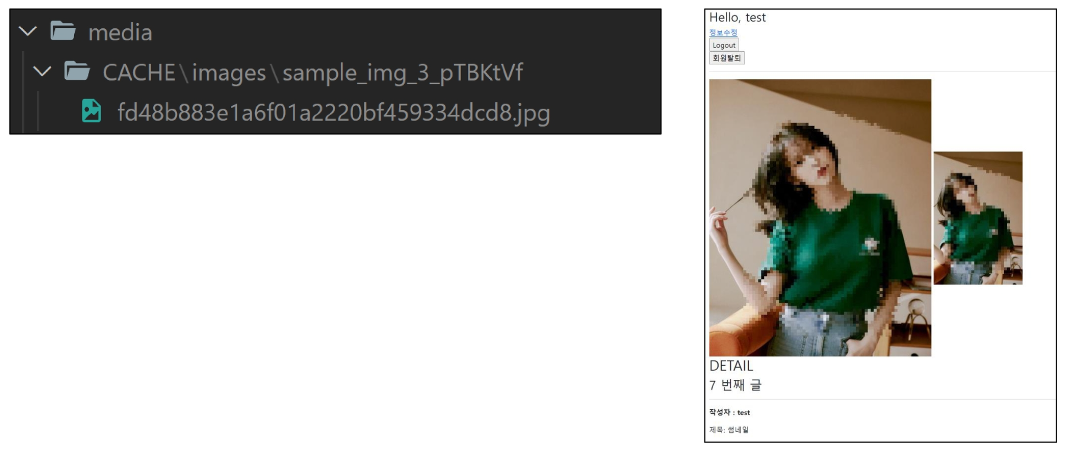 media
CACHE\images\sample_img_3_pTBKtVf
fd48b883e1a6f01a2220bf459334dcd8.jpg
Hello, test
정보수정
Logout
회원탈퇴
DETAIL
7 번째 글
작성자 : test
제목: 썸네일